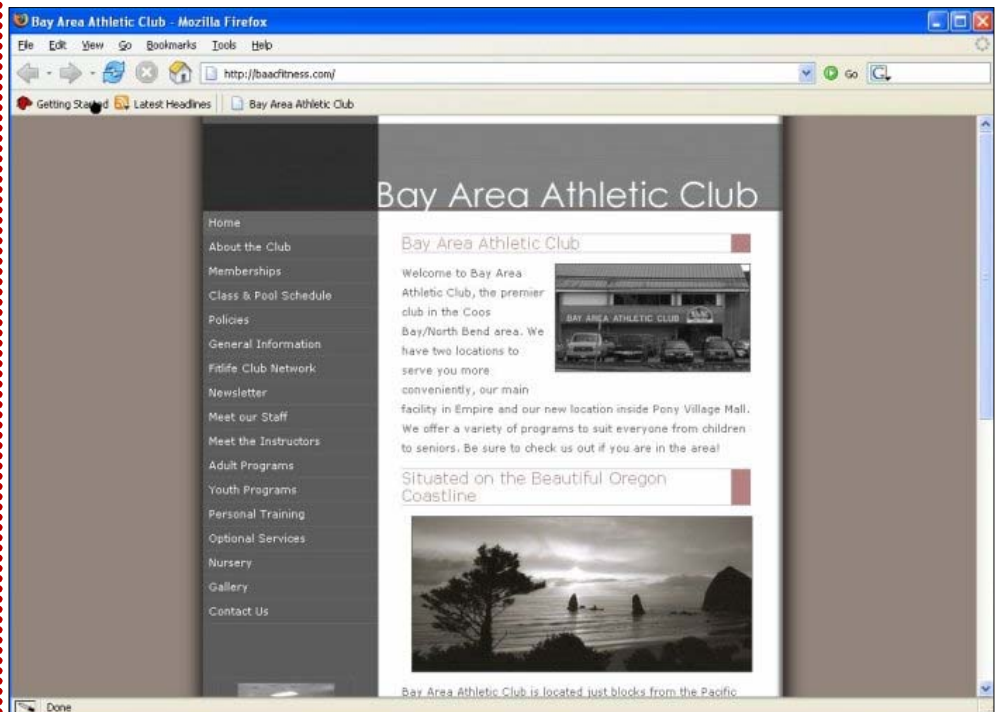 Bay Area Athletic Club - Mozilla Firefox
File Edit View Go Bookmarks Tools Help
http://baacfitness.com/ Go G
Getting Started Latest Headlines Bay Area Athletic Club
Bay Area Athletic Club
Home
About the Club
Memberships
Class & Pool Schedule
Policies
General Information
Fitlife Club Network
Newsletter
Meet our Staff
Meet the Instructors
Adult Programs
Youth Programs
Personal Training
Optional Services
Nursery
Gallery
Contact Us
Bay Area Athletic Club
Welcome to Bay Area
Athletic Club, the premier
club in the Coos
Bay/North Bend area. We
have two locations to
serve you more
conveniently, our main
BAY AREA ATHLETIC CLUB
facility in Empire and our new location inside Pony Village Mall.
We offer a variety of programs to suit everyone from children
to seniors. Be sure to check us out if you are in the area!
Situated on the Beautiful Oregon
Coastline
Bay Area Athletic Club is located just blocks from the Pacific
Done